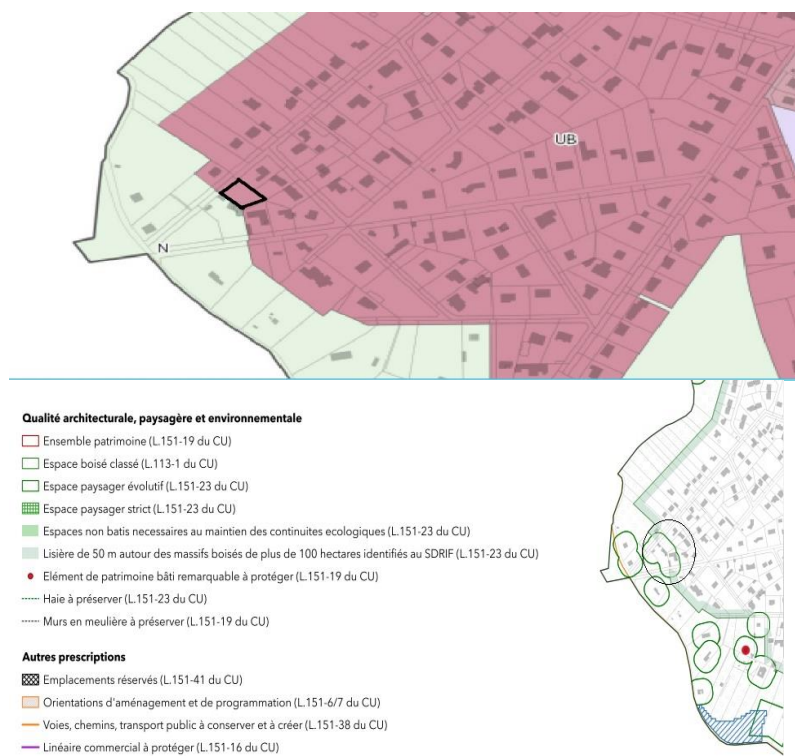 UB
N
Qualité architecturale, paysagère et environnementale
Ensemble patrimoine (L.151-19 du CU)
Espace boisé classé (L.113-1 du CU)
Espace paysager évolutif (L.151-23 du CU)
Espace paysager strict (L.151-23 du CU)
Espaces non batis necessaires au maintien des continuites ecologiques (L.151-23 du CU)
Lisière de 50 m autour des massifs boisés de plus de 100 hectares identifiés au SDRIF (L.151-23 du CU)
Elément de patrimoine bâti remarquable à protéger (L.151-19 du CU)
Haie à préserver (L.151-23 du CU)
Murs en meulière à préserver (L.151-19 du CU)
Autres prescriptions
Emplacements réservés (L.151-41 du CU)
Orientations d'aménagement et de programmation (L.151-6/7 du CU)
Voies, chemins, transport public à conserver et à créer (L.151-38 du CU)
Linéaire commercial à protéger (L.151-16 du CU)